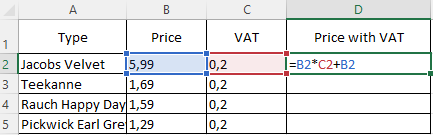 A B C D
1 Type Price VAT Price with VAT
2 Jacobs Velvet 5,99 0,2 =B2*C2+B2
3 Teekanne 1,69 0,2
4 Rauch Happy Day 1,59 0,2
5 Pickwick Earl Gre 1,29 0,2